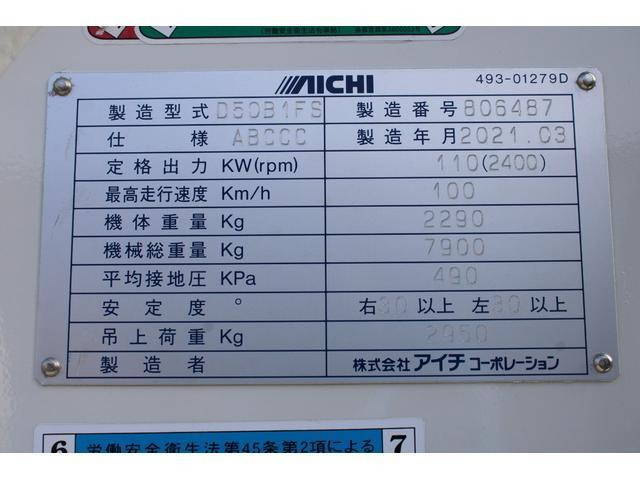 AICHI 493-01279D
製造型式 D50B1FS 製造番号 806487
仕様 ABCCC 製造年月 2021.03
定格出力 KW(rpm) 110(2400)
最高走行速度 Km/h 100
機体重量 Kg 2290
機械総重量 Kg 7900
平均接地圧 KPa 490
安定度 ° 右30以上 左30以上
吊上荷重 Kg 2950
製造者 株式会社アイチコーポレーション
6 労働安全衛生法第45条第2項による 7